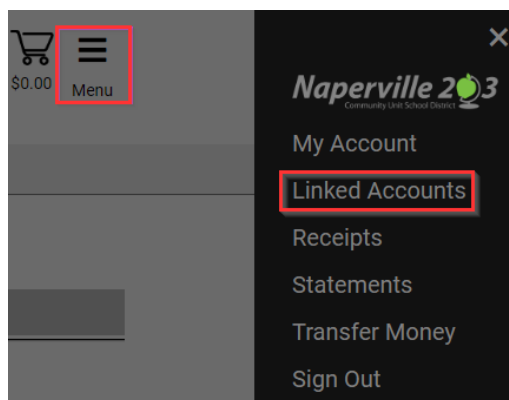 $0.00
Menu
×
Naperville 203
Community Unit School District
My Account
Linked Accounts
Receipts
Statements
Transfer Money
Sign Out